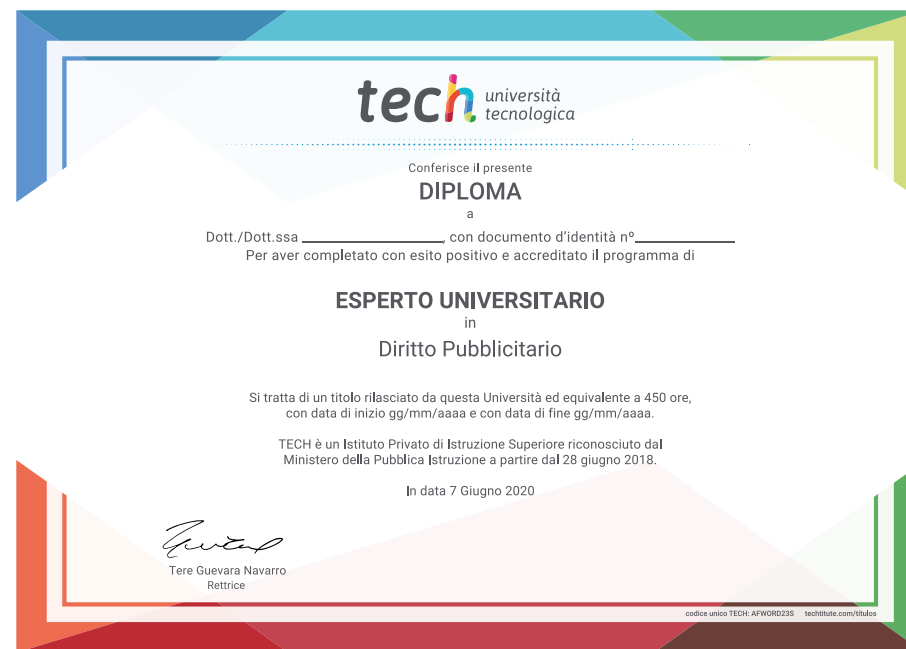 tech università
tecnologica
Conferisce il presente
DIPLOMA
a
Dott./Dott.ssa ________________, con documento d'identità nº___________
Per aver completato con esito positivo e accreditato il programma di
ESPERTO UNIVERSITARIO
in
Diritto Pubblicitario
Si tratta di un titolo rilasciato da questa Università ed equivalente a 450 ore,
con data di inizio gg/mm/aaaa e con data di fine gg/mm/aaaa.
TECH è un Istituto Privato di Istruzione Superiore riconosciuto dal
Ministero della Pubblica Istruzione a partire dal 28 giugno 2018.
In data 7 Giugno 2020
Tere Guevara Navarro
Rettrice
codice unico TECH: AFWORD23S techtitute.com/títulos